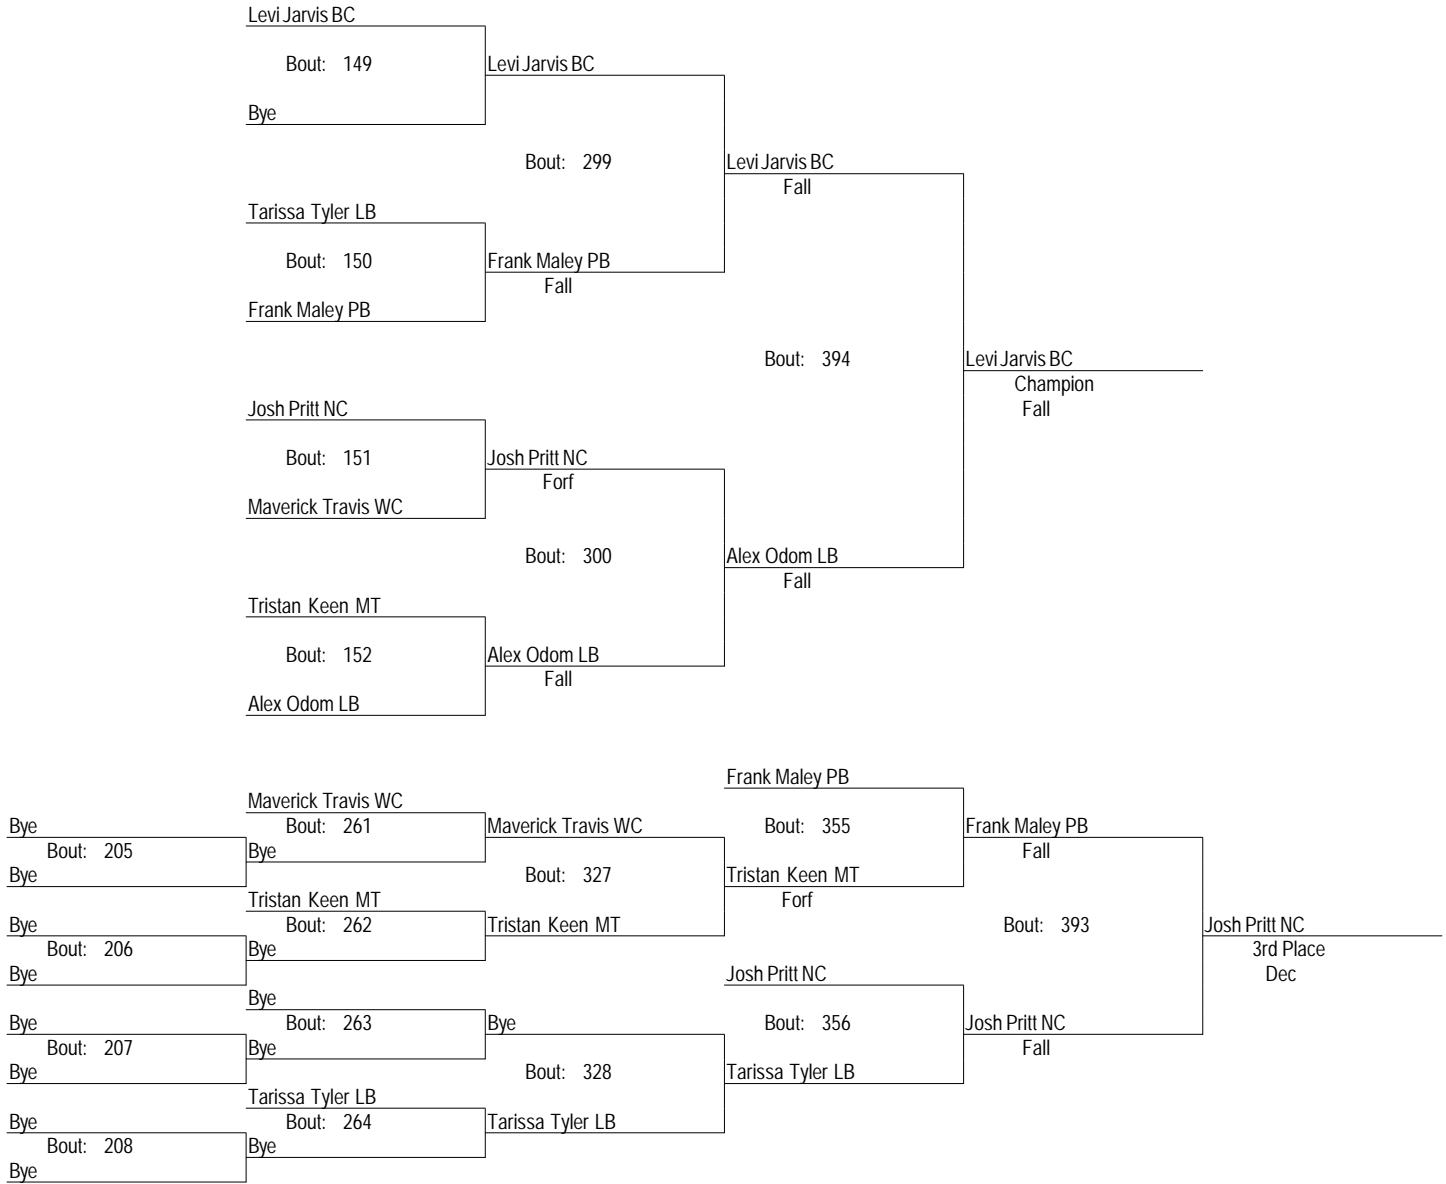 Levi Jarvis BC
Bout: 149
Levi Jarvis BC
Bye
Bout: 299
Levi Jarvis BC
Fall
Tarissa Tyler LB
Bout: 150
Frank Maley PB
Fall
Frank Maley PB
Bout: 394
Levi Jarvis BC
Champion
Fall
Josh Pritt NC
Bout: 151
Josh Pritt NC
Forf
Maverick Travis WC
Bout: 300
Alex Odom LB
Fall
Tristan Keen MT
Bout: 152
Alex Odom LB
Fall
Alex Odom LB
Frank Maley PB
Maverick Travis WC
Bye
Bout: 261
Maverick Travis WC
Bout: 355
Frank Maley PB
Bout: 205
Bye
Fall
Bye
Bout: 327
Tristan Keen MT
Tristan Keen MT
Forf
Bye
Bout: 262
Tristan Keen MT
Bout: 393
Josh Pritt NC
Bout: 206
Bye
3rd Place
Bye
Josh Pritt NC
Dec
Bye
Bye
Bout: 263
Bye
Bout: 356
Josh Pritt NC
Bout: 207
Bye
Fall
Bye
Bout: 328
Tarissa Tyler LB
Tarissa Tyler LB
Bye
Bout: 264
Tarissa Tyler LB
Bout: 208
Bye
Bye